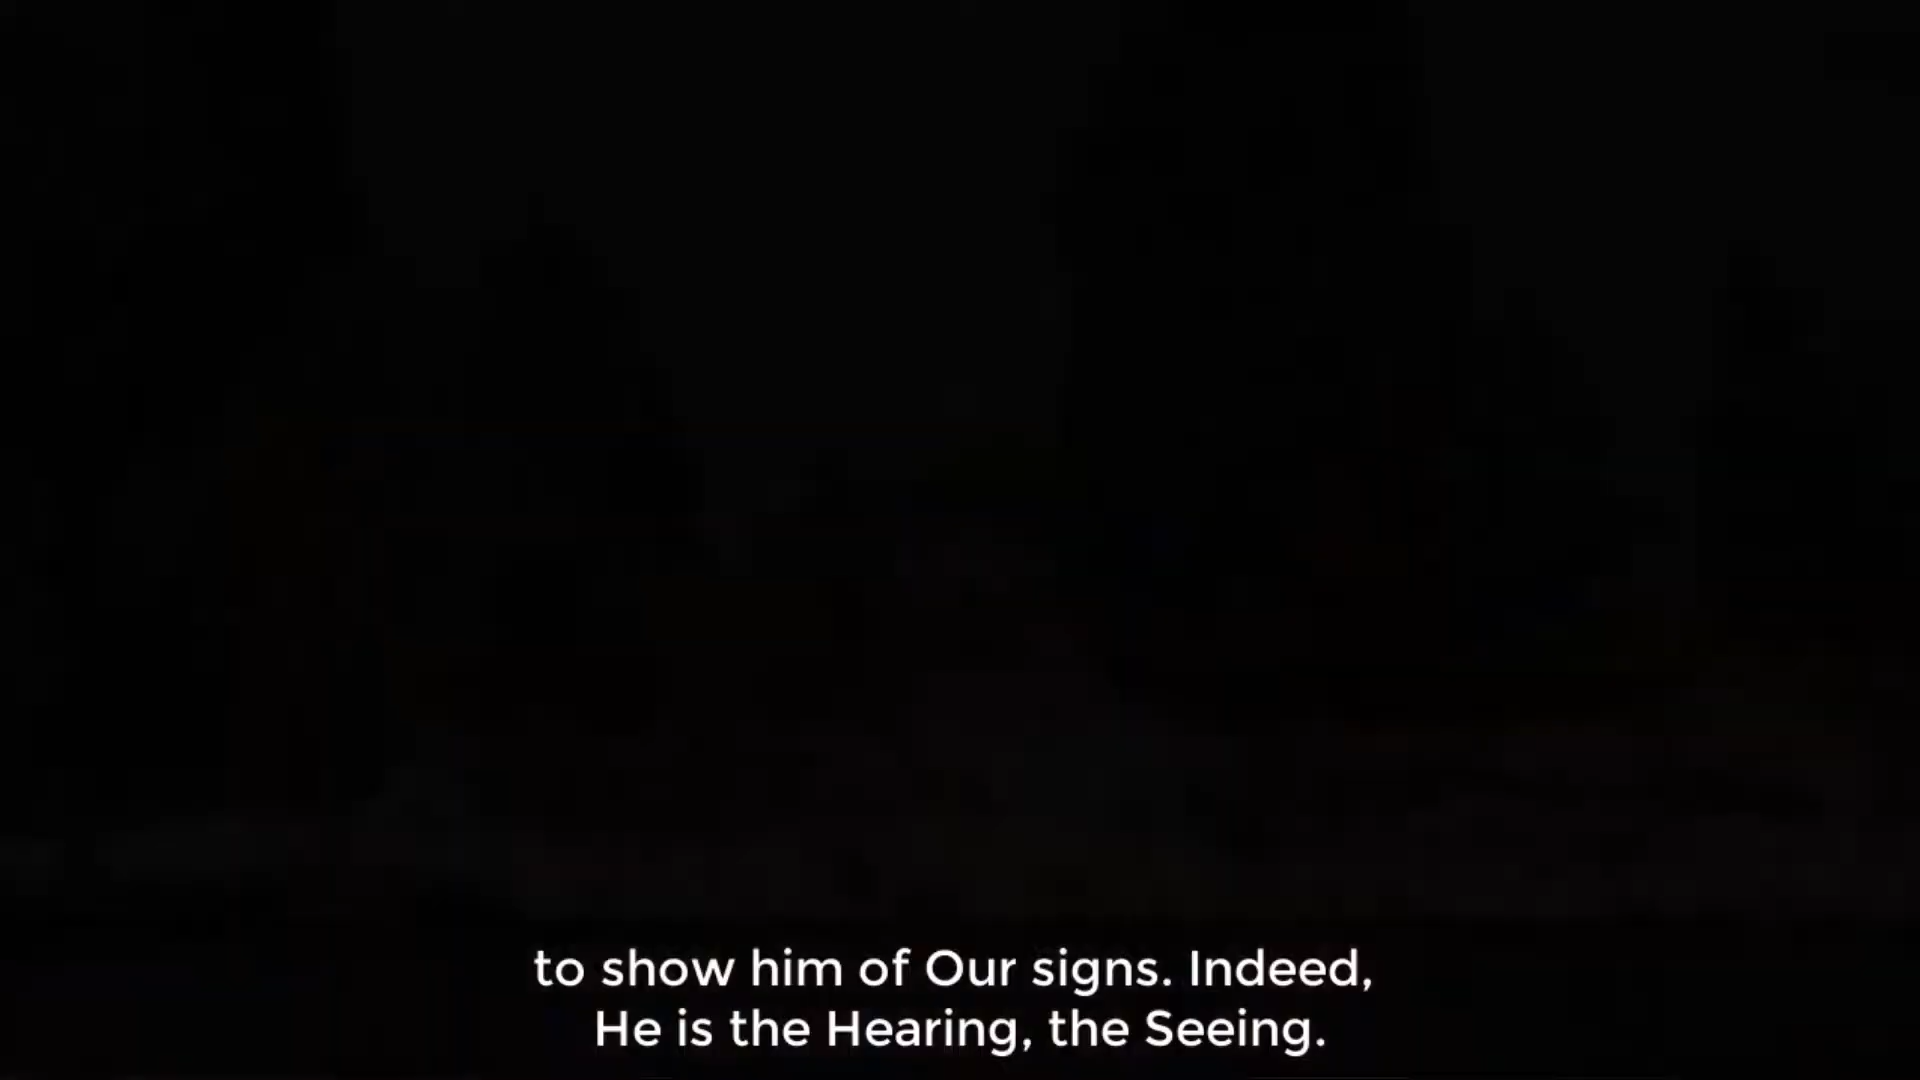 to show him of Our signs. Indeed,
He is the Hearing, the Seeing.